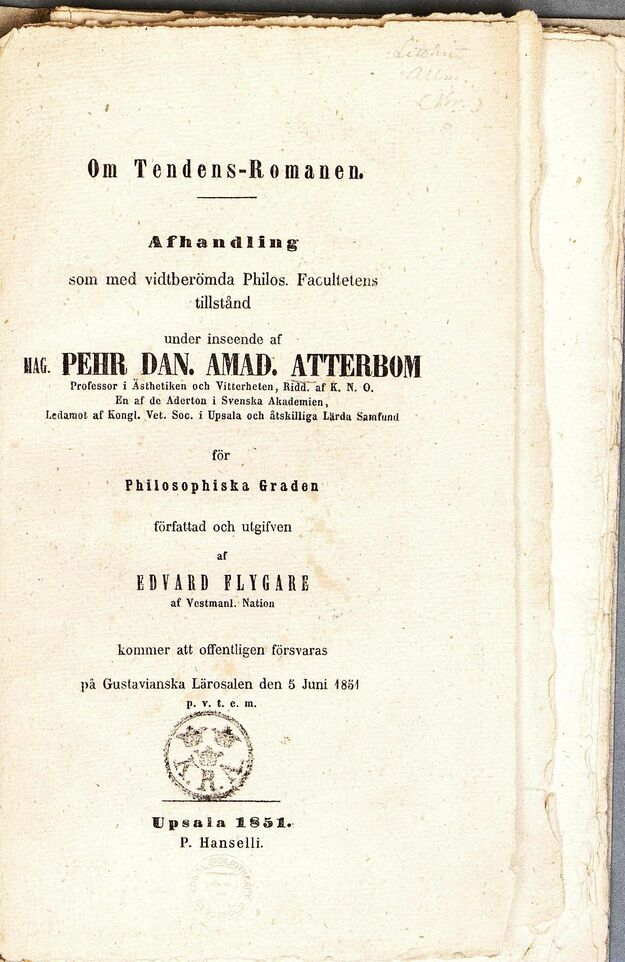 Litthist
Allm.
Om Tendens-Romanen.
Afhandling
som med vidtberömda Philos. Facultetens
tillstånd
under inseende af
MAG. PEHR DAN. AMAD. ATTERBOM
Professor i Ästhetiken och Vitterheten, Ridd. af K. N. O.
En af de Aderton i Svenska Akademien,
Ledamot af Kongl. Vet. Soc. i Upsala och åtskilliga Lärda Samfund
för
Philosophiska Graden
författad och utgifven
af
EDVARD FLYGARE
af Vestmanl. Nation
kommer att offentligen försvaras
på Gustavianska Lärosalen den 5 Juni 1851
p. v. t. e. m.
Upsala 1851.
P. Hanselli.